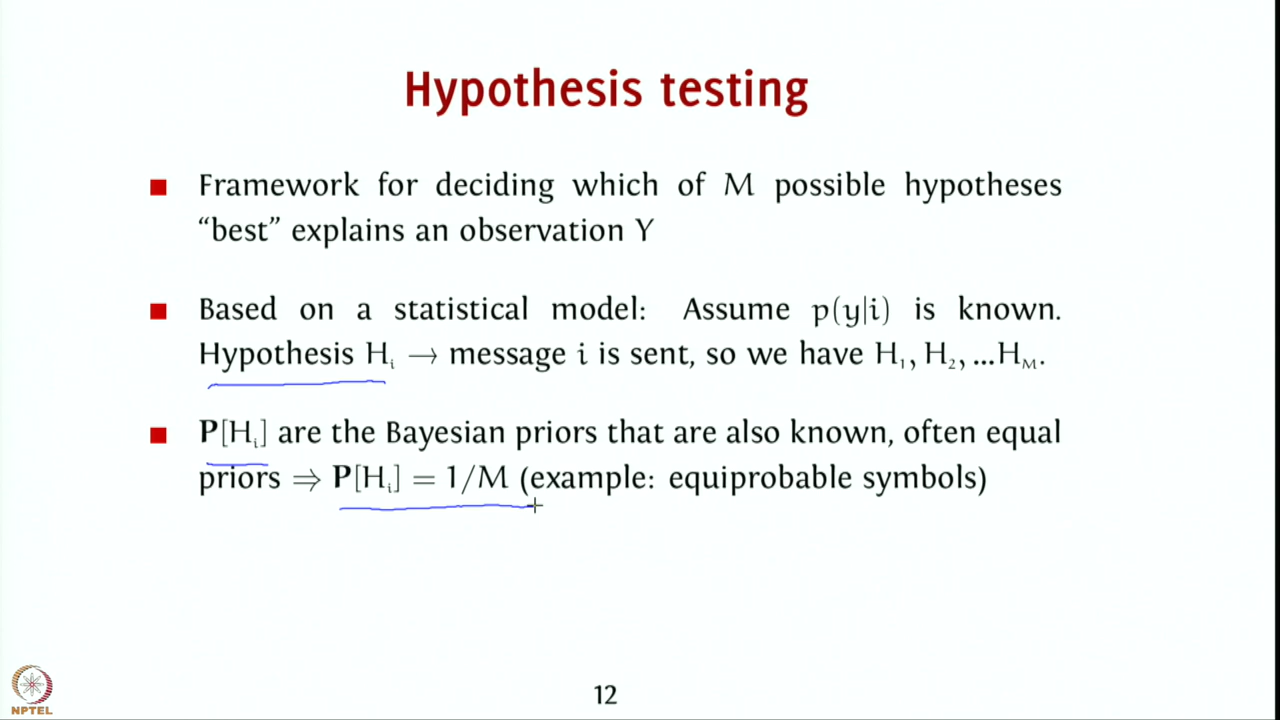 Hypothesis testing
■ Framework for deciding which of M possible hypotheses
“best” explains an observation Y
■ Based on a statistical model: Assume p(y|i) is known.
Hypothesis Hᵢ → message i is sent, so we have H₁, H₂, ...H_M.
■ P[Hᵢ] are the Bayesian priors that are also known, often equal
priors ⇒ P[Hᵢ] = 1/M (example: equiprobable symbols)
NPTEL
12